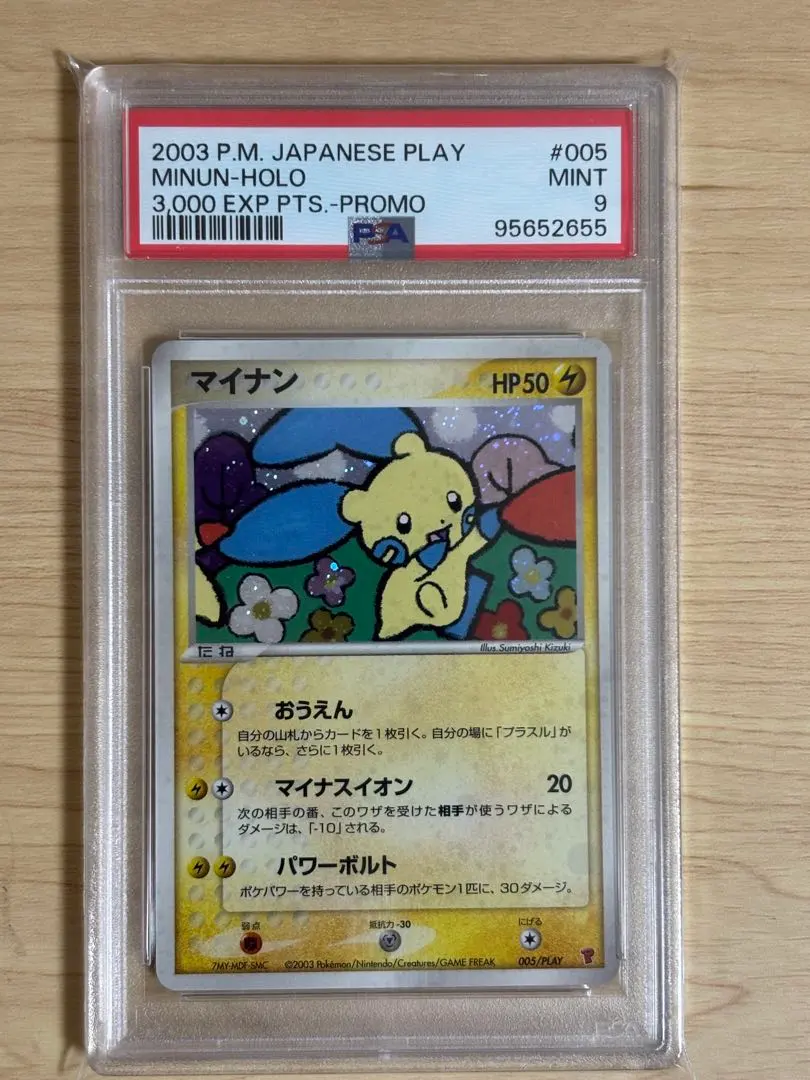 2003 P.M. JAPANESE PLAY #005
MINUN-HOLO MINT
3,000 EXP PTS.-PROMO 9
PSA 95652655
マイナン HP50
たね Illus. Sumiyoshi Kizuki
おうえん
自分の山札からカードを1枚引く。自分の場に「プラスル」が
いるなら、さらに1枚引く。
マイナスイオン 20
次の相手の番、このワザを受けた相手が使うワザによる
ダメージは、「-10」される。
パワーボルト
ポケパワーを持っている相手のポケモン1匹に、30ダメージ。
弱点 抵抗力 -30 にげる
7MY-MDF-SMC ©2003 Pokémon/Nintendo/Creatures/GAME FREAK 005/PLAY